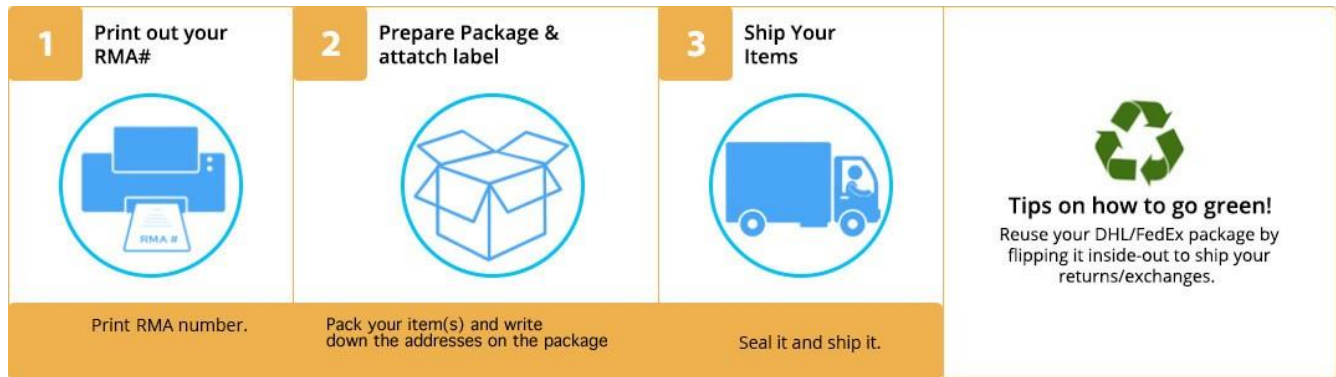 1
Print out your
RMA#
RMA #
Print RMA number.
2
Prepare Package &
attatch label
Pack your item(s) and write
down the addresses on the package
3
Ship Your
Items
Seal it and ship it.
Tips on how to go green!
Reuse your DHL/FedEx package by
flipping it inside-out to ship your
returns/exchanges.